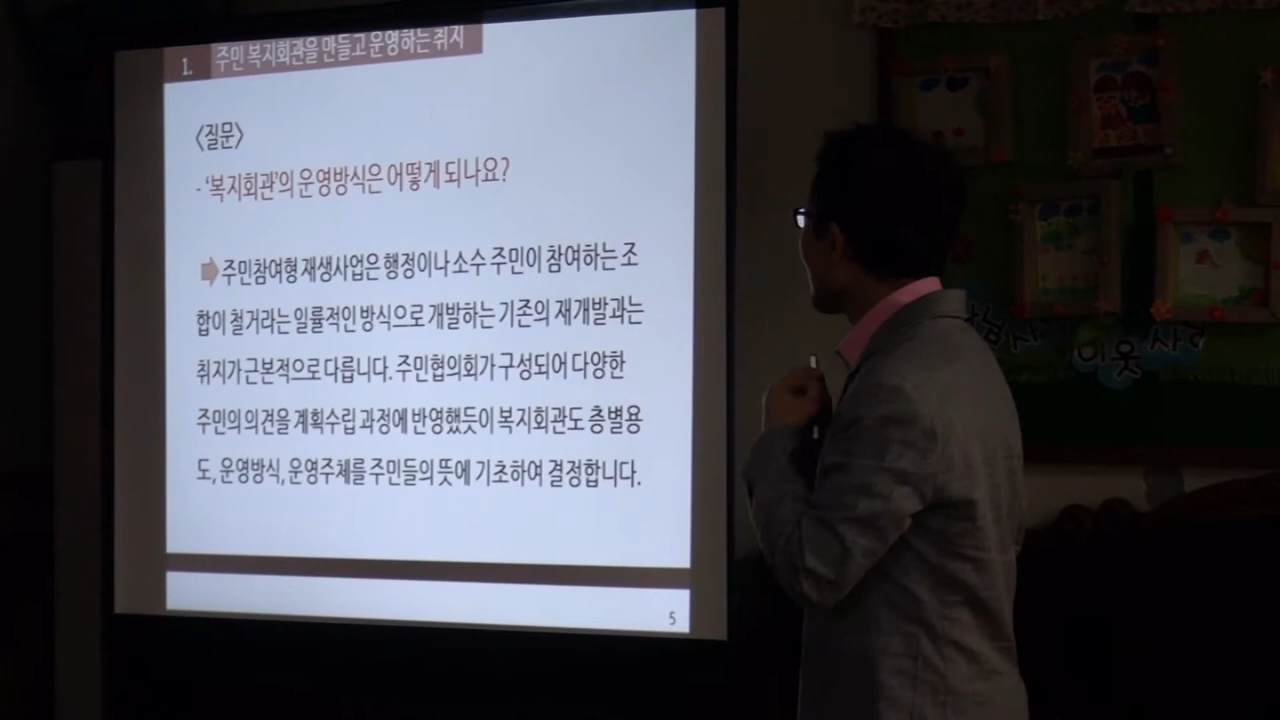 1. 주민 복지회관을 만들고 운영하는 취지
<질문>
- '복지회관'의 운영방식은 어떻게 되나요?
주민참여형 재생사업은 행정이나 소수 주민이 참여하는 조
합이 철거라는 일률적인 방식으로 개발하는 기존의 재개발과는
취지가 근본적으로 다릅니다. 주민협의회가 구성되어 다양한
주민의 의견을 계획수립 과정에 반영했듯이 복지회관도 층별용
도, 운영방식, 운영주체를 주민들의 뜻에 기초하여 결정합니다.
5
이웃